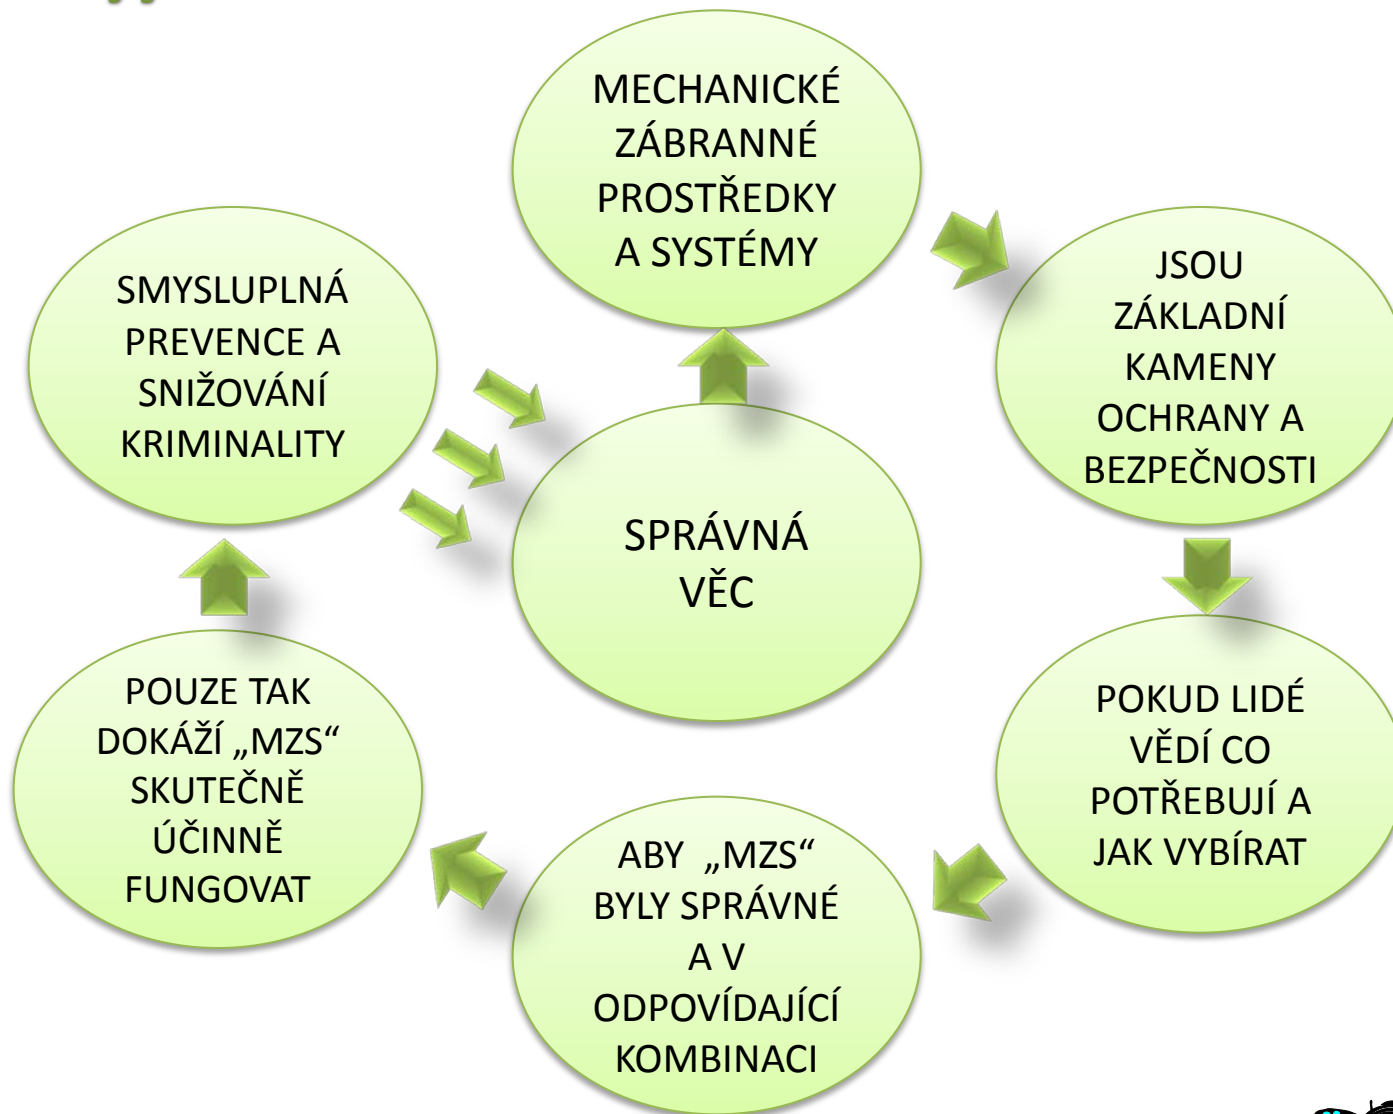 MECHANICKÉ
ZÁBRANNÉ
PROSTŘEDKY
A SYSTÉMY
JSOU
ZÁKLADNÍ
KAMENY
OCHRANY A
BEZPEČNOSTI
POKUD LIDÉ
VĚDÍ CO
POTŘEBUJÍ A
JAK VYBÍRAT
ABY „MZS“
BYLY SPRÁVNÉ
A V
ODPOVÍDAJÍCÍ
KOMBINACI
POUZE TAK
DOKÁŽÍ „MZS“
SKUTEČNĚ
ÚČINNĚ
FUNGOVAT
SMYSLUPLNÁ
PREVENCE A
SNIŽOVÁNÍ
KRIMINALITY
SPRÁVNÁ
VĚC